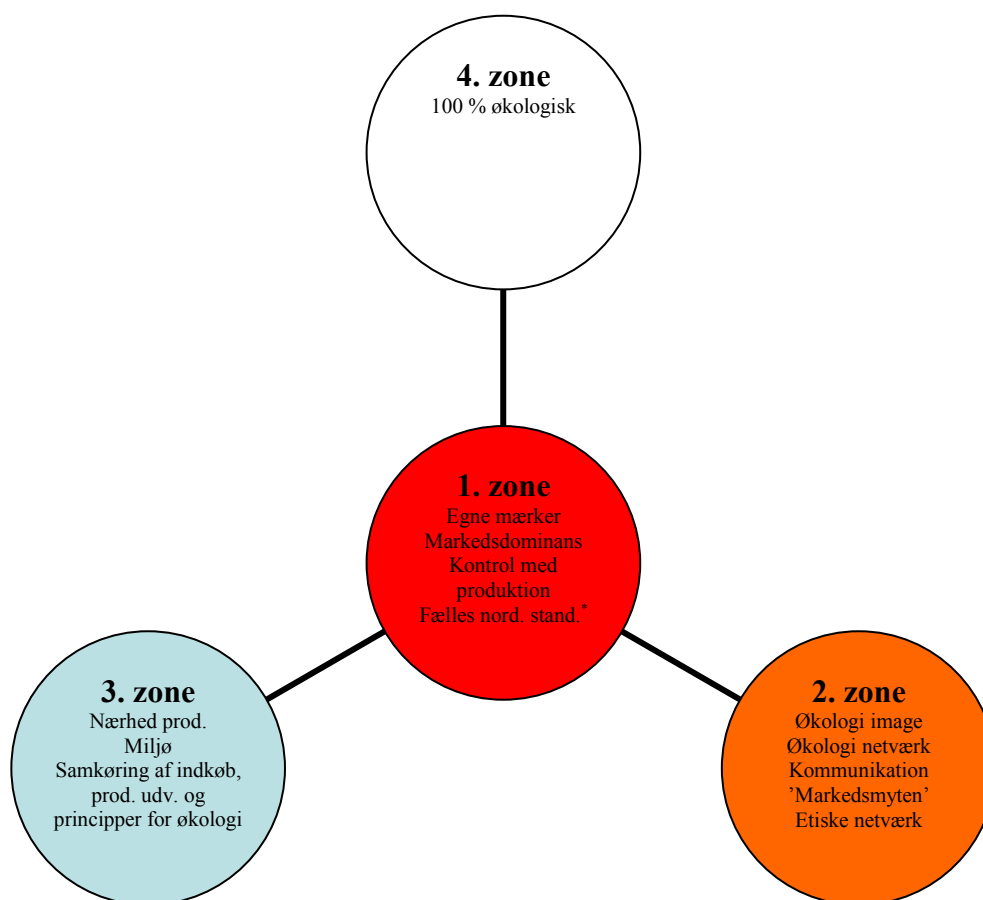 4. zone
100 % økologisk
1. zone
Egne mærker
Markedsdominans
Kontrol med
produktion
Fælles nord. stand.*
3. zone
Nærhed prod.
Miljø
Samkøring af indkøb,
prod. udv. og
principper for økologi
2. zone
Økologi image
Økologi netværk
Kommunikation
’Markedsmyten’
Etiske netværk